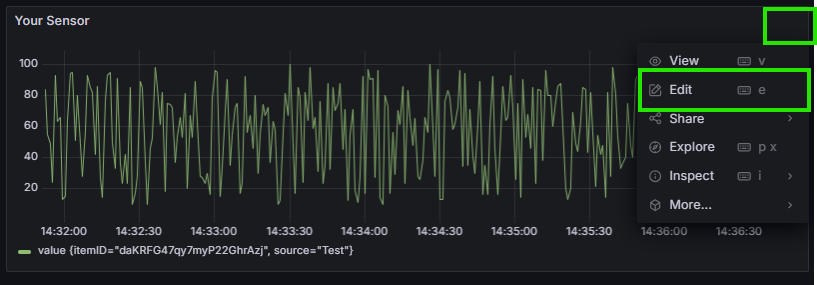 Your Sensor
100
80
60
40
20
14:32:00 14:32:30 14:33:00 14:33:30 14:34:00 14:34:30 14:35:00 14:35:30 14:36:00 14:36:30
value {itemID="daKRFG47qy7myP22GhrAzj", source="Test"}
View v
Edit e
Share
Explore p x
Inspect i
More...